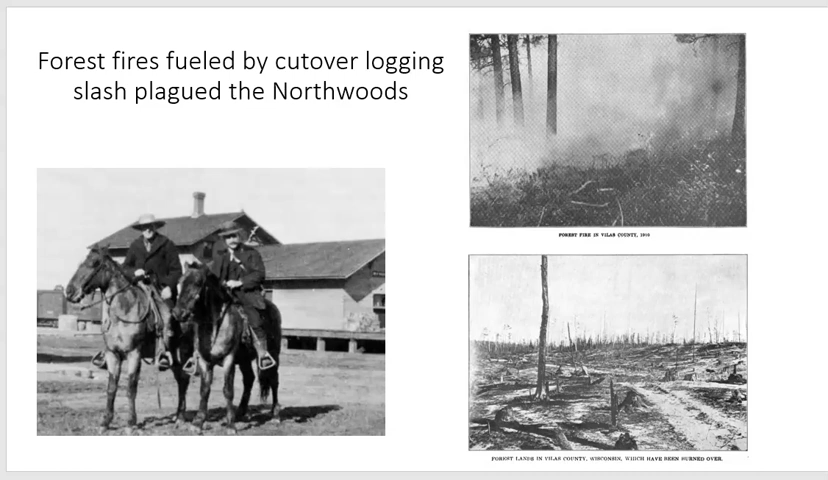 Forest fires fueled by cutover logging
slash plagued the Northwoods
FOREST FIRE IN VILAS COUNTY, 1910
FOREST LANDS IN VILAS COUNTY, WISCONSIN, WHICH HAVE BEEN BURNED OVER.